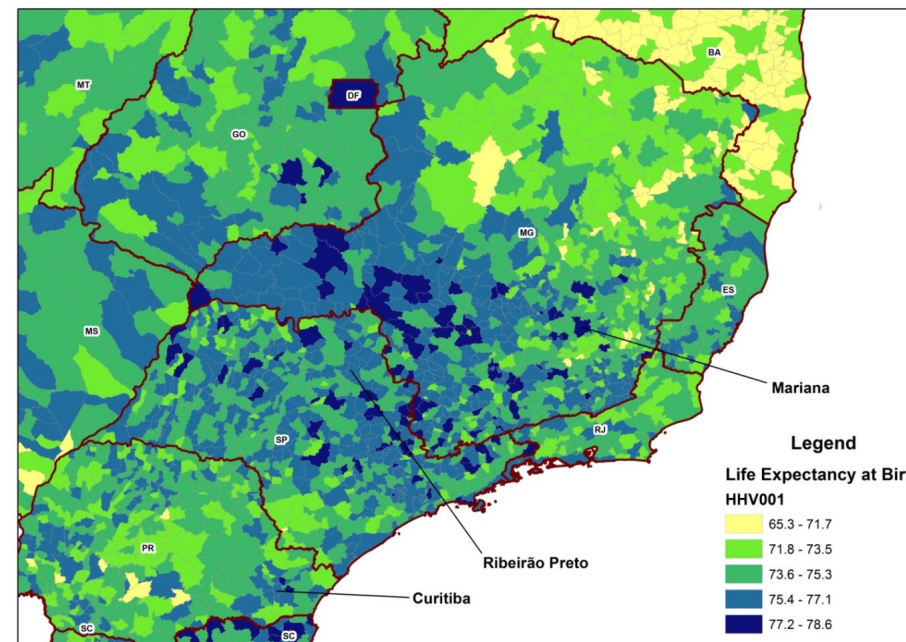 BA
MT
DF
GO
MG
ES
MS
Mariana
RJ
SP
Legend
Life Expectancy at Bir
HHV001
65.3 - 71.7
71.8 - 73.5
73.6 - 75.3
75.4 - 77.1
77.2 - 78.6
PR
Ribeirão Preto
Curitiba
SC
SC